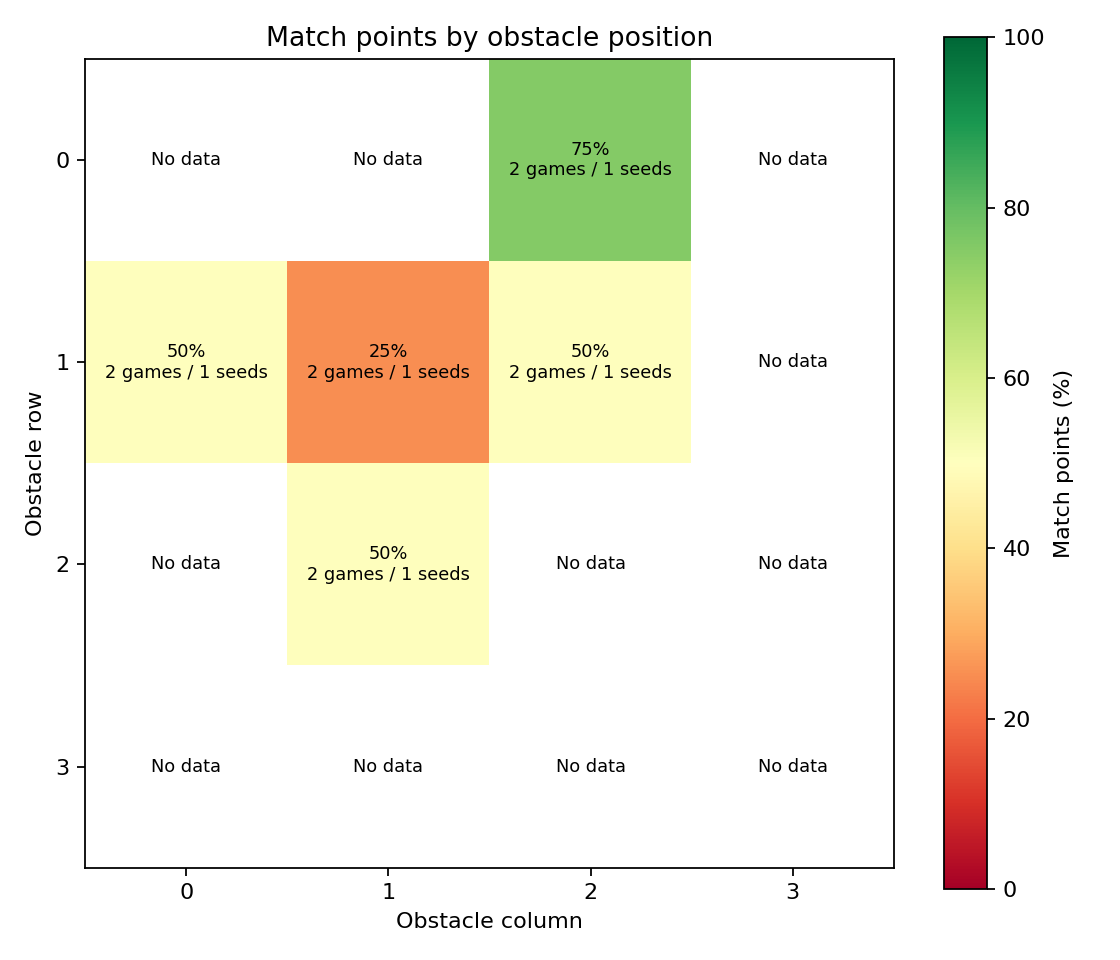 Match points by obstacle position
No data
No data
75%
2 games / 1 seeds
No data
50%
2 games / 1 seeds
25%
2 games / 1 seeds
50%
2 games / 1 seeds
No data
No data
50%
2 games / 1 seeds
No data
No data
No data
No data
No data
No data
0
1
2
3
Obstacle row
0
1
2
3
Obstacle column
100
80
60
40
20
0
Match points (%)